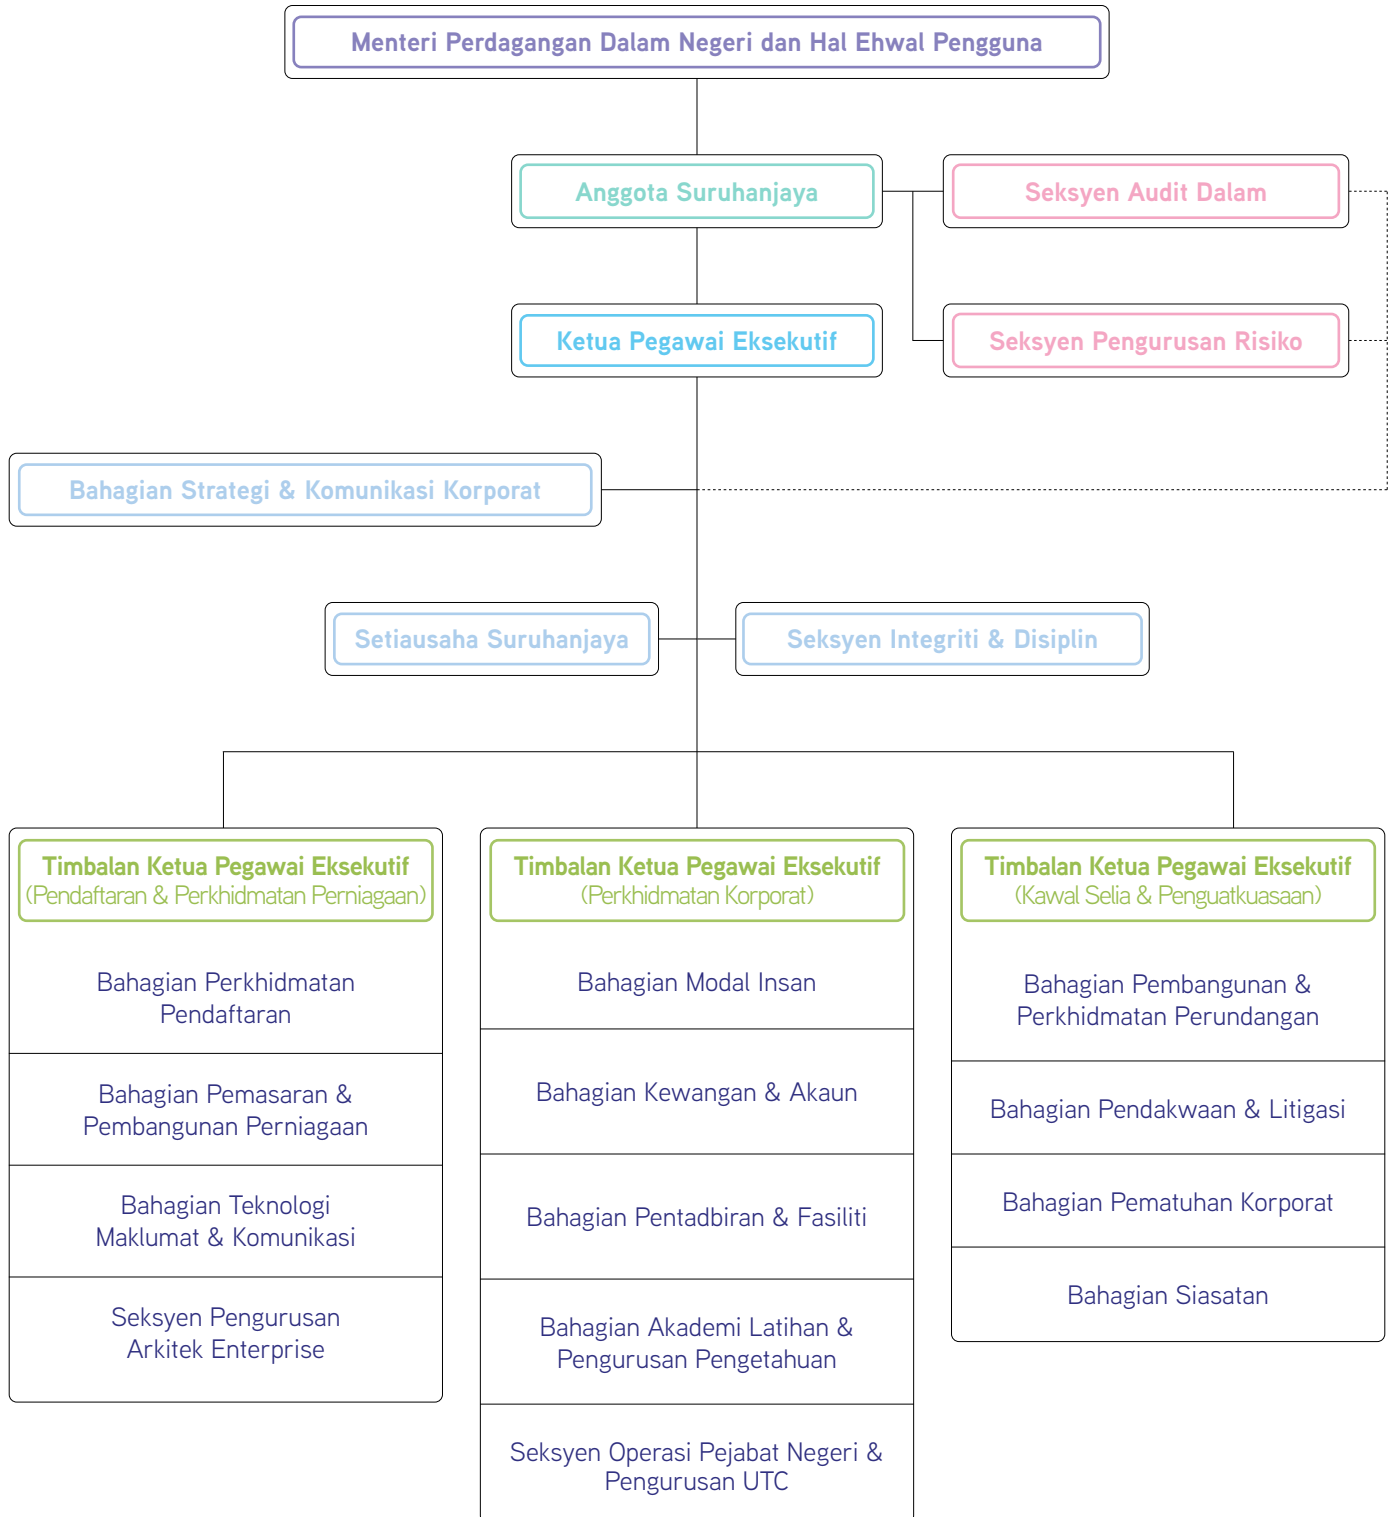 Menteri Perdagangan Dalam Negeri dan Hal Ehwal Pengguna
Anggota Suruhanjaya
Seksyen Audit Dalam
Ketua Pegawai Eksekutif
Seksyen Pengurusan Risiko
Bahagian Strategi & Komunikasi Korporat
Setiausaha Suruhanjaya
Seksyen Integriti & Disiplin
Timbalan Ketua Pegawai Eksekutif
(Pendaftaran & Perkhidmatan Perniagaan)
Bahagian Perkhidmatan
Pendaftaran
Bahagian Pemasaran &
Pembangunan Perniagaan
Bahagian Teknologi
Maklumat & Komunikasi
Seksyen Pengurusan
Arkitek Enterprise
Timbalan Ketua Pegawai Eksekutif
(Perkhidmatan Korporat)
Bahagian Modal Insan
Bahagian Kewangan & Akaun
Bahagian Pentadbiran & Fasiliti
Bahagian Akademi Latihan &
Pengurusan Pengetahuan
Seksyen Operasi Pejabat Negeri &
Pengurusan UTC
Timbalan Ketua Pegawai Eksekutif
(Kawal Selia & Penguatkuasaan)
Bahagian Pembangunan &
Perkhidmatan Perundangan
Bahagian Pendakwaan & Litigasi
Bahagian Pematuhan Korporat
Bahagian Siasatan